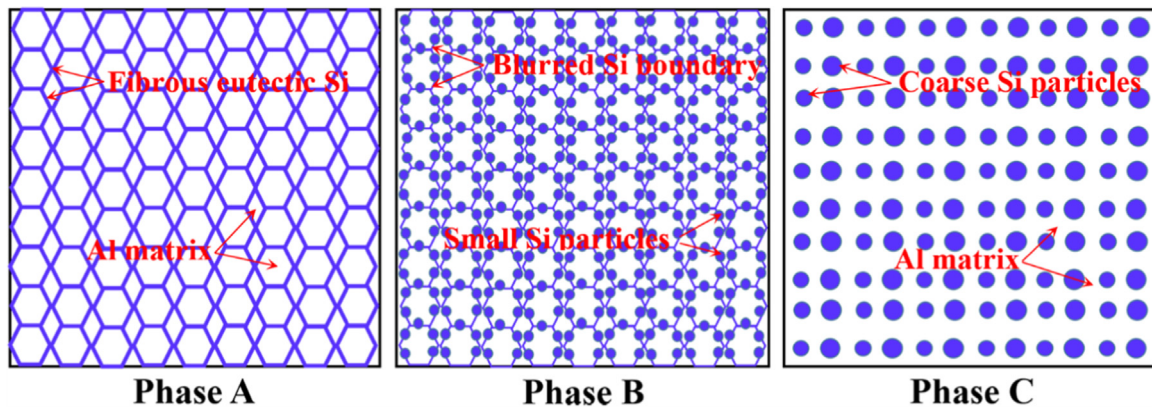 Fibrous eutectic Si
Al matrix
Phase A
Blurred Si boundary
Small Si particles
Phase B
Coarse Si particles
Al matrix
Phase C